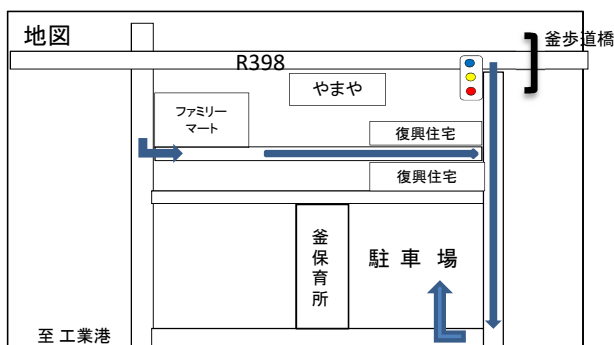 地図
釜歩道橋
R398
やまや
ファミリー
マート
復興住宅
復興住宅
釜保育所
駐車場
至 工業港